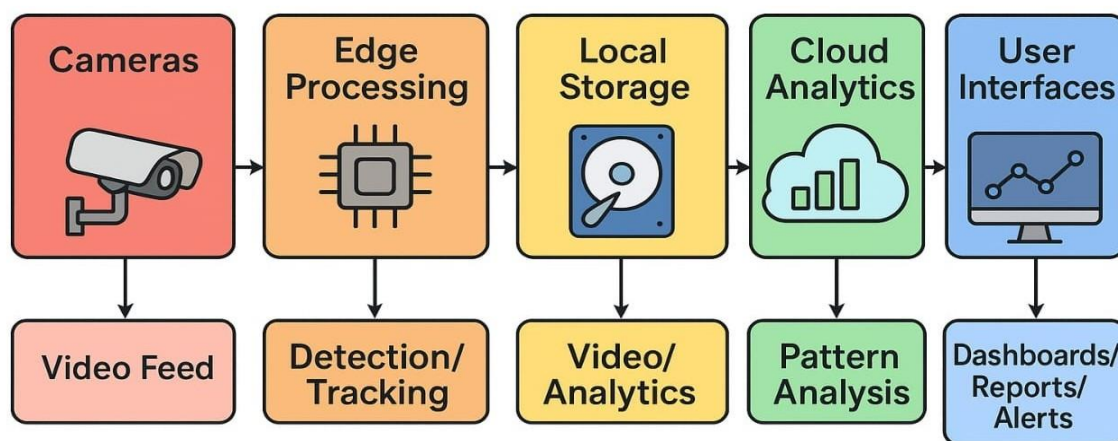 Cameras
Edge
Processing
Local
Storage
Cloud
Analytics
User
Interfaces
Video Feed
Detection/
Tracking
Video/
Analytics
Pattern
Analysis
Dashboards/
Reports/
Alerts